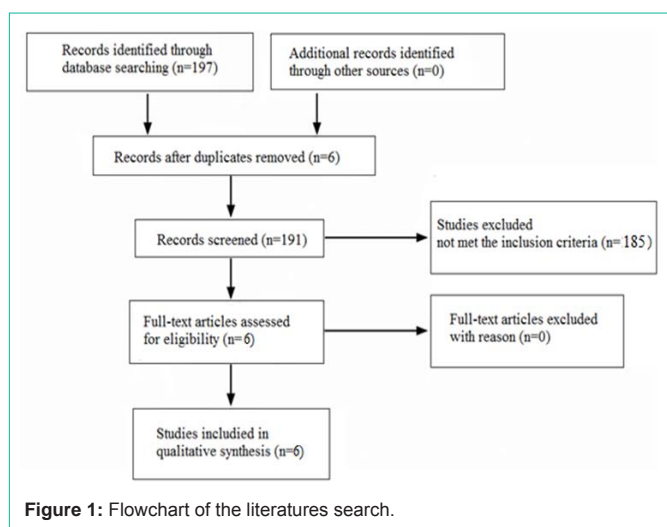 Records identified through
database searching (n=197)
Additional records identified
through other sources (n=0)
Records after duplicates removed (n=6)
Records screened (n=191)
Studies excluded
not met the inclusion criteria (n=185)
Full-text articles assessed
for eligibility (n=6)
Full-text articles excluded
with reason (n=0)
Studies includied in
qualitative synthesis (n=6)
Figure 1: Flowchart of the literatures search.